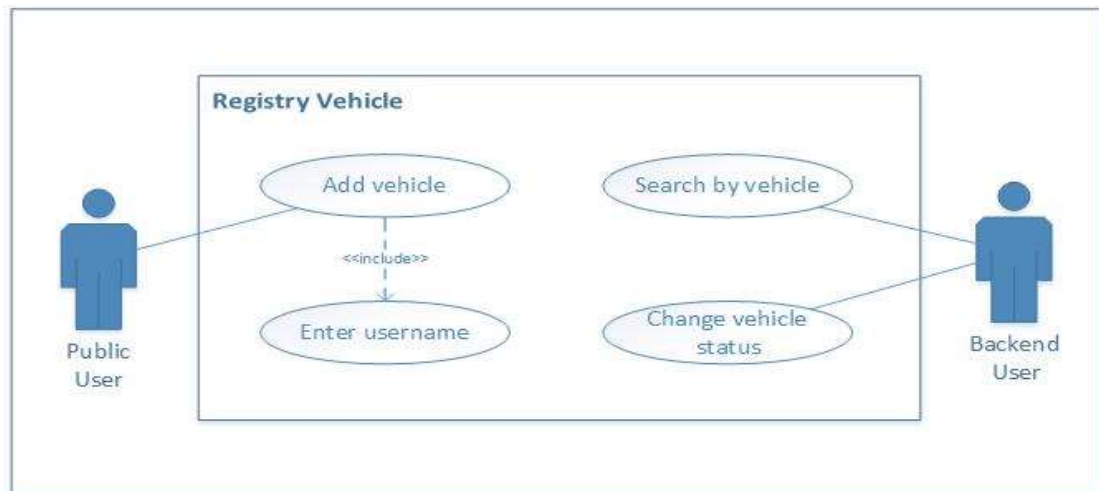 Registry Vehicle
Add vehicle
Search by vehicle
<<include>>
Enter username
Change vehicle
status
Public
User
Backend
User